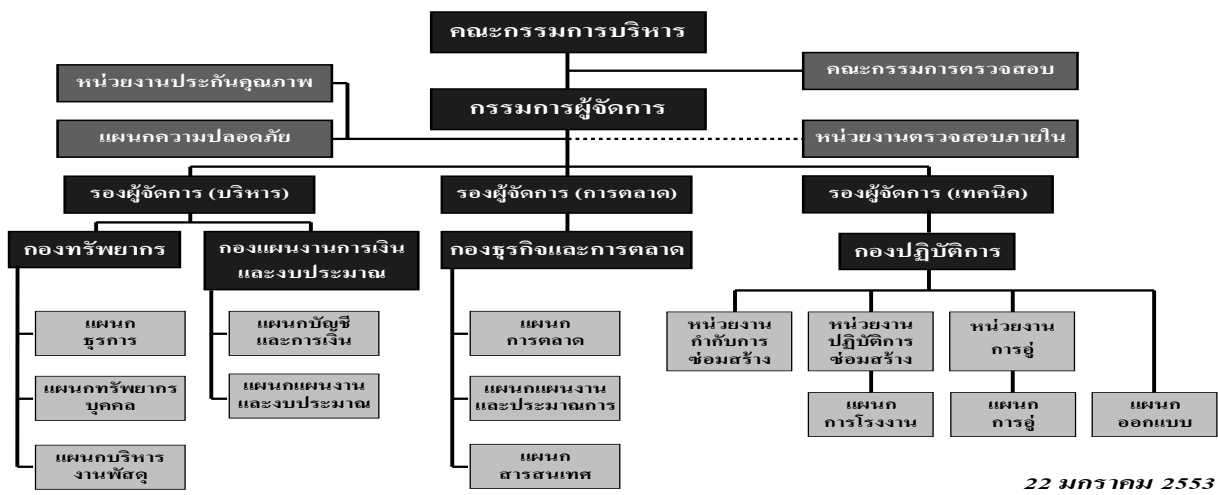 คณะกรรมการบริหาร
คณะกรรมการตรวจสอบ
หน่วยงานประกันคุณภาพ
กรรมการผู้จัดการ
แผนกความปลอดภัย
หน่วยงานตรวจสอบภายใน
รองผู้จัดการ (บริหาร)
รองผู้จัดการ (การตลาด)
รองผู้จัดการ (เทคนิค)
กองทรัพยากร
กองแผนงานการเงิน
และงบประมาณ
กองธุรกิจและการตลาด
กองปฏิบัติการ
แผนก
ธุรการ
แผนกบัญชี
และการเงิน
แผนก
การตลาด
หน่วยงาน
กำกับการ
ซ่อมสร้าง
หน่วยงาน
ปฏิบัติการ
ซ่อมสร้าง
หน่วยงาน
การอู่
แผนกทรัพยากร
บุคคล
แผนกแผนงาน
และงบประมาณ
แผนกแผนงาน
และประมาณการ
แผนก
การโรงงาน
แผนก
การอู่
แผนก
ออกแบบ
แผนกบริหาร
งานพัสดุ
แผนก
สารสนเทศ
22 มกราคม 2553